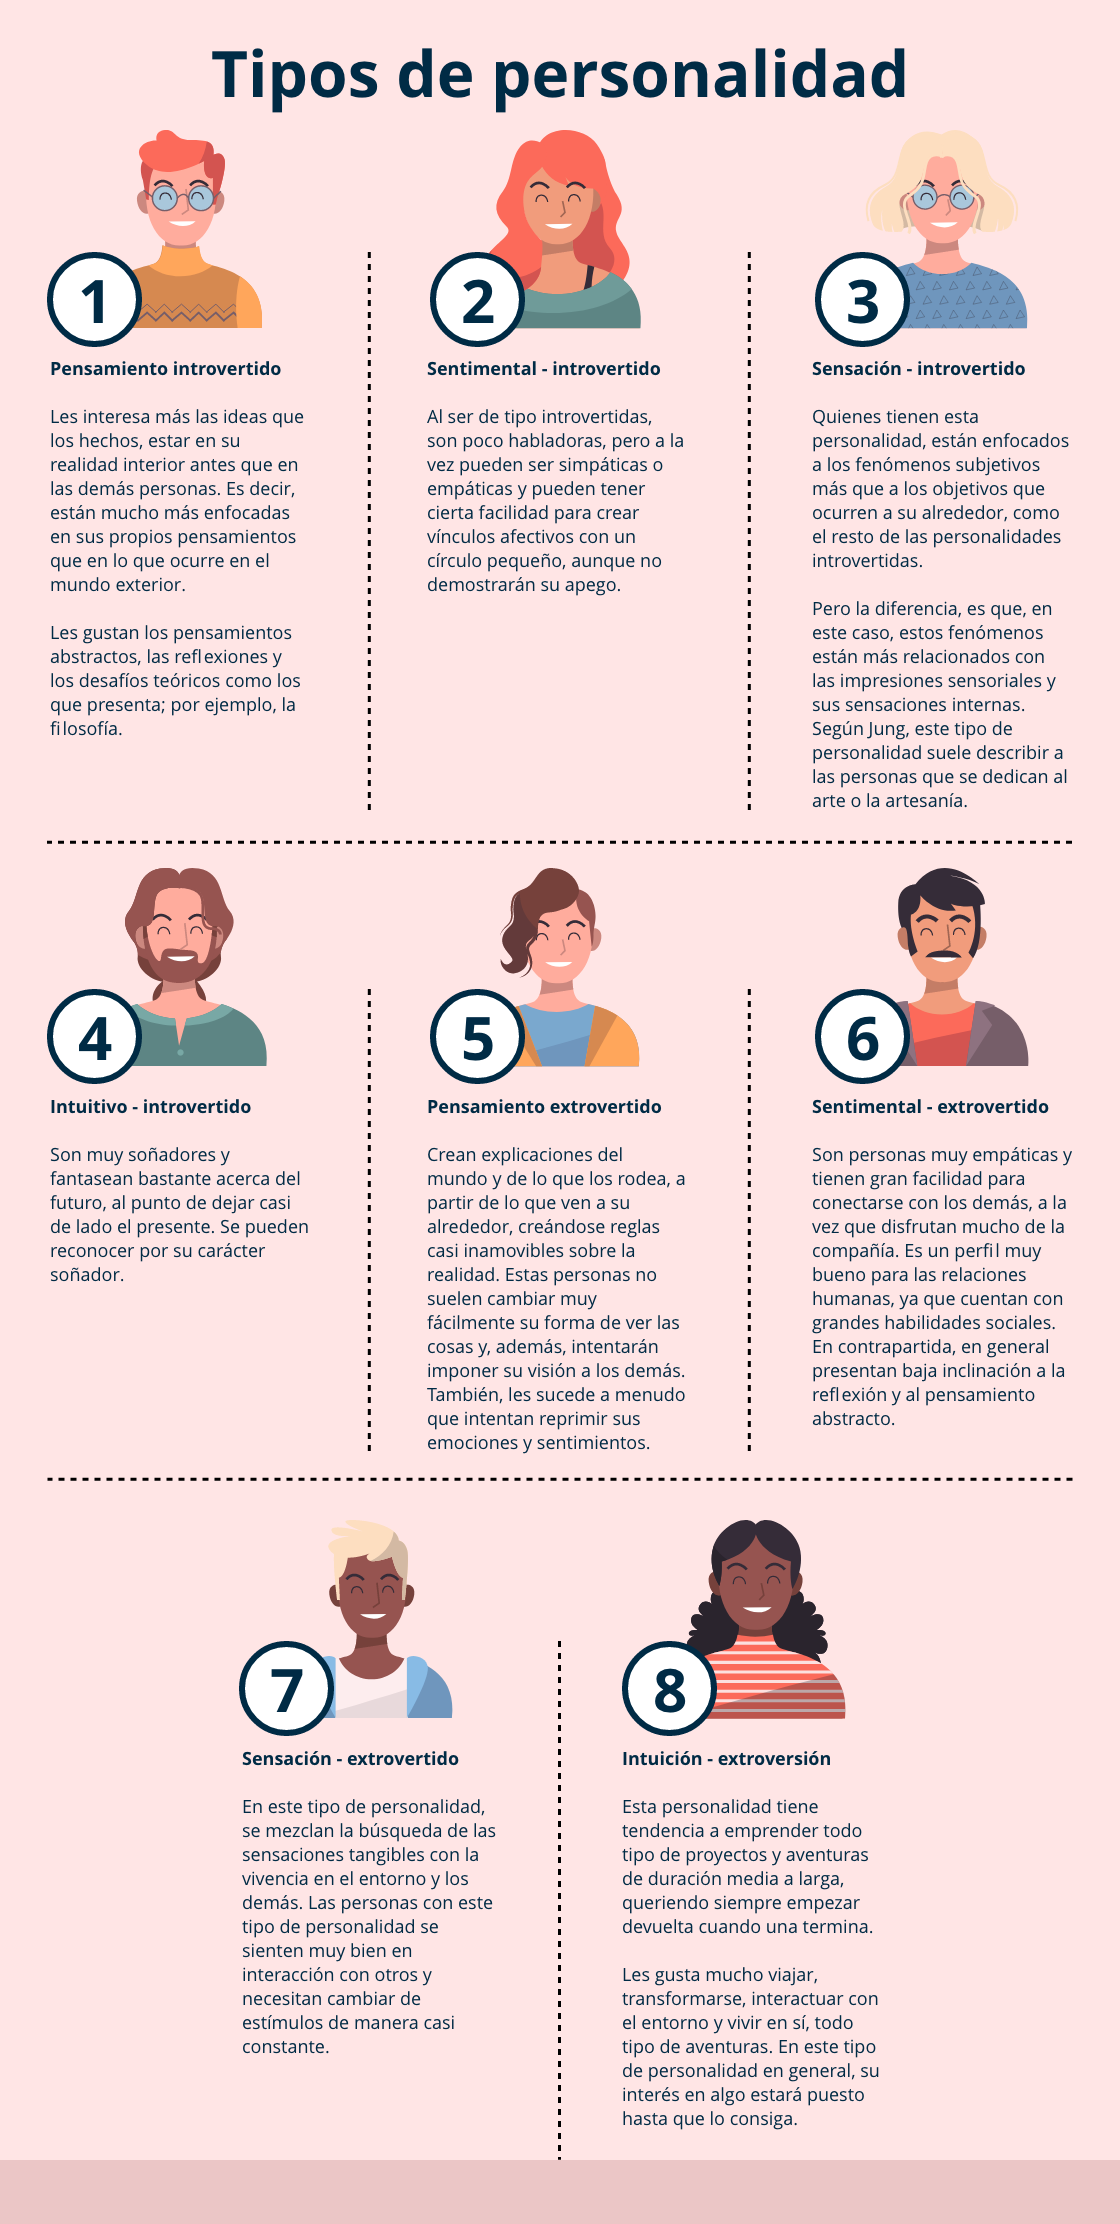 Tipos de personalidad
1
Pensamiento introvertido
Les interesa más las ideas que
los hechos, estar en su
realidad interior antes que en
las demás personas. Es decir,
están mucho más enfocadas
en sus propios pensamientos
que en lo que ocurre en el
mundo exterior.
Les gustan los pensamientos
abstractos, las reflexiones y
los desafíos teóricos como los
que presenta; por ejemplo, la
filosofía.
2
Sentimental - introvertido
Al ser de tipo introvertidas,
son poco habladoras, pero a la
vez pueden ser simpáticas o
empáticas y pueden tener
cierta facilidad para crear
vínculos afectivos con un
círculo pequeño, aunque no
demostrarán su apego.
3
Sensación - introvertido
Quienes tienen esta
personalidad, están enfocados
a los fenómenos subjetivos
más que a los objetivos que
ocurren a su alrededor, como
el resto de las personalidades
introvertidas.
Pero la diferencia, es que, en
este caso, estos fenómenos
están más relacionados con
las impresiones sensoriales y
sus sensaciones internas.
Según Jung, este tipo de
personalidad suele describir a
las personas que se dedican al
arte o la artesanía.
4
Intuitivo - introvertido
Son muy soñadores y
fantasean bastante acerca del
futuro, al punto de dejar casi
de lado el presente. Se pueden
reconocer por su carácter
soñador.
5
Pensamiento extrovertido
Crean explicaciones del
mundo y de lo que los rodea, a
partir de lo que ven a su
alrededor, creándose reglas
casi inamovibles sobre la
realidad. Estas personas no
suelen cambiar muy
fácilmente su forma de ver las
cosas y, además, intentarán
imponer su visión a los demás.
También, les sucede a menudo
que intentan reprimir sus
emociones y sentimientos.
6
Sentimental - extrovertido
Son personas muy empáticas y
tienen gran facilidad para
conectarse con los demás, a la
vez que disfrutan mucho de la
compañía. Es un perfil muy
bueno para las relaciones
humanas, ya que cuentan con
grandes habilidades sociales.
En contrapartida, en general
presentan baja inclinación a la
reflexión y al pensamiento
abstracto.
7
Sensación - extrovertido
En este tipo de personalidad,
se mezclan la búsqueda de las
sensaciones tangibles con la
vivencia en el entorno y los
demás. Las personas con este
tipo de personalidad se
sienten muy bien en
interacción con otros y
necesitan cambiar de
estímulos de manera casi
constante.
8
Intuición - extroversión
Esta personalidad tiene
tendencia a emprender todo
tipo de proyectos y aventuras
de duración media a larga,
queriendo siempre empezar
devuelta cuando una termina.
Les gusta mucho viajar,
transformarse, interactuar con
el entorno y vivir en sí, todo
tipo de aventuras. En este tipo
de personalidad en general, su
interés en algo estará puesto
hasta que lo consiga.